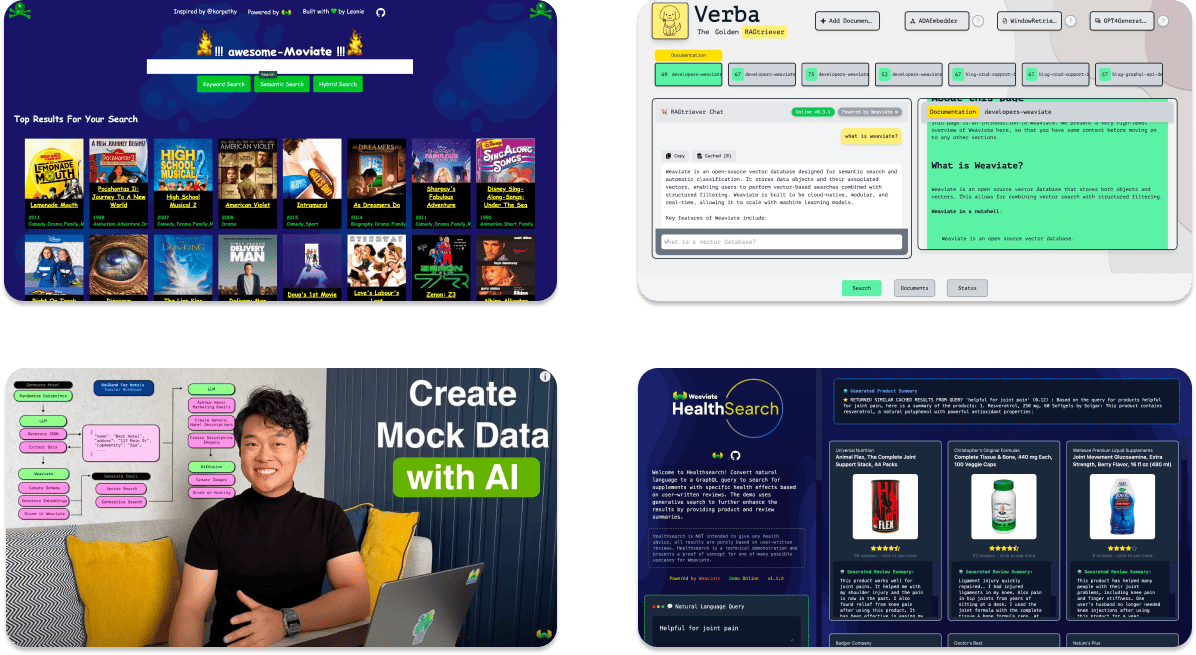 Inspired by @karpathy
Powered by
Built with 💚 by Leonie
🔥!!! awesome-Moviate !!!🔥
Search
Keyword Search
Semantic Search
Hybrid Search
Top Results For Your Search
Lemonade Mouth
2011
Comedy,Drama,Family,M
Pocahontas II: Journey To A New World
1998
Animation,Adventure,Dr
High School Musical 2
2007
Comedy,Drama,Family,M
American Violet
2008
Drama
Intramural
2015
Comedy,Sport
As Dreamers Do
2014
Biography,Drama,Family
Sharpay's Fabulous Adventure
2011
Comedy,Drama,Family,M
Disney Sing-Along-Songs: Under The Sea
1990
Animation,Short,Family
Dinosaur
The Lion King
Delivery Man
Doug's 1st Movie
Love's Labour's Lost
Zenon: Z3
Verba
The Golden RAGtriever
+ Add Documen…
ADAEmbedder
?
WindowRetrie…
?
GPT4Generat…
?
Documentation
69 developers-weaviate
67 developers-weaviate
75 developers-weaviate
52 developers-weaviate
67 blog-crud-support-i
67 blog-crud-support-i
57 blog-graphql-api-de
RAGtriever Chat
Online v0.3.1
Powered by Weaviate
what is weaviate?
Copy
Cached (0)
Weaviate is an open-source vector database designed for semantic search and
automatic classification. It stores data objects and their associated
vectors, enabling users to perform vector-based searches combined with
structured filtering. Weaviate is built to be cloud-native, modular, and
real-time, allowing it to scale with machine learning models.
Key features of Weaviate include:
What is a vector database?
About this page
Documentation
developers-weaviate
This page is an introduction to Weaviate. We present a very high-level
overview of Weaviate here, so that you have some context before moving on
to any other sections.
What is Weaviate?
Weaviate is an open source vector database that stores both objects and
vectors. This allows for combining vector search with structured filtering.
Weaviate in a nutshell:
Weaviate is an open source vector database.
Search
Documents
Status
Generate Hotel
Randomize Datapoints
LLM
Generate JSON
Extract Data
Weaviate
Create Schema
Generate Embeddings
Store in Weaviate
{
"name": "Best Hotel",
Generate Email
Vector Search
Generative Search
LLM
Author Hotel
Marketing Emails
Create Generic
Hotel Descriptions
Create Descriptive
Imagery
Diffusion
Create Images
Store on Hosting
Create
Mock Data
with AI
Weaviate
HealthSearch
Welcome to Healthsearch! Convert natural
language to a GraphQL query to search for
supplements with specific health effects based
on user-written reviews. The demo uses
generative search to further enhance the
results by providing product and review
summaries.
Healthsearch is NOT intended to give any health
advice, all results are purely based on user-written
reviews. Healthsearch is a technical demonstration and
presents a proof of concept for one of many possible
usecases for Weaviate.
Powered by Weaviate
Demo Online
v1.1.0
Natural Language Query
Helpful for joint pain
Generated Product Summary
⭐ RETURNED SIMILAR CACHED RESULTS FROM QUERY 'helpful for joint pain' (0.12) : Based on the query for products helpful
for joint pain, here is a summary of the products: 1. Resveratrol, 250 mg, 60 Softgels by Solgar: This product contains
resveratrol, a natural polyphenol with powerful antioxidant properties|
Universal Nutrition
Animal Flex, The Complete Joint
Support Stack, 44 Packs
FLEX
Generated Review Summary:
This product works well for
joint pains. It helped me with
my shoulder injury and the pain
is now in the past. I also
found relief from knee pain
after using this product. It
Christopher's Original Formulas
Complete Tissue & Bone, 440 mg Each,
100 Veggie Caps
Generated Review Summary:
Ligament injury quickly
repaired.. I had injured
ligaments in my knee. Also pain
in hip joints from years of
sitting at a desk. I used the
joint formula with the complete
Wellesse Premium Liquid Supplements
Joint Movement Glucosamine, Extra
Strength, Berry Flavor, 16 fl oz (480 ml)
Generated Review Summary:
This product has helped many
people with their joint
problems, including knee pain
and finger stiffness. One
user's husband no longer needed
knee injections after using
Badger Company
Doctor's Best
Nature's Plus